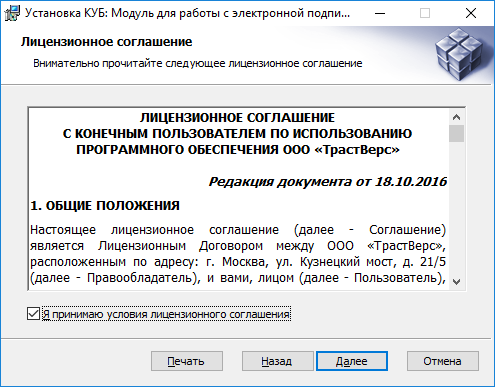 Установка КУБ: Модуль для работы с электронной подпи...
Лицензионное соглашение
Внимательно прочитайте следующее лицензионное соглашение
ЛИЦЕНЗИОННОЕ СОГЛАШЕНИЕ
С КОНЕЧНЫМ ПОЛЬЗОВАТЕЛЕМ ПО ИСПОЛЬЗОВАНИЮ
ПРОГРАММНОГО ОБЕСПЕЧЕНИЯ ООО «ТрастВерс»
Редакция документа от 18.10.2016
1. ОБЩИЕ ПОЛОЖЕНИЯ
Настоящее лицензионное соглашение (далее - Соглашение)
является Лицензионным Договором между ООО «ТрастВерс»,
расположенным по адресу: г. Москва, ул. Кузнецкий мост, д. 21/5
(далее - Правообладатель), и вами, лицом (далее - Пользователь),
Я принимаю условия лицензионного соглашения
Печать
Назад
Далее
Отмена